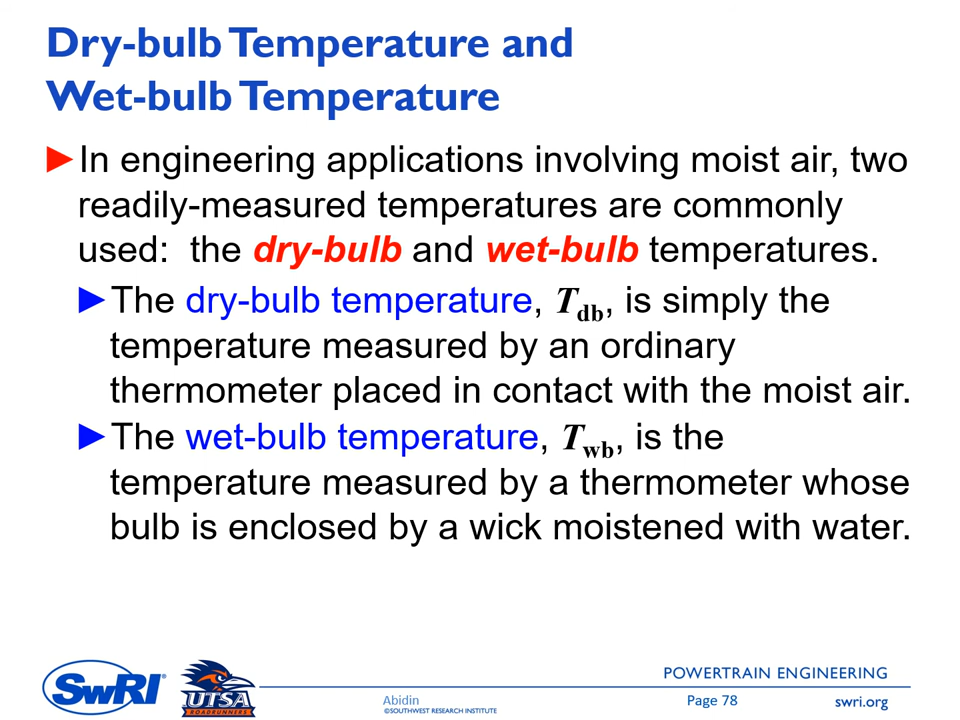 Dry-bulb Temperature and
Wet-bulb Temperature
►In engineering applications involving moist air, two
readily-measured temperatures are commonly
used:  the dry-bulb and wet-bulb temperatures.
►The dry-bulb temperature, Tdb, is simply the
temperature measured by an ordinary
thermometer placed in contact with the moist air.
►The wet-bulb temperature, Twb, is the
temperature measured by a thermometer whose
bulb is enclosed by a wick moistened with water.
SwRI®
UTSA
ROADRUNNERS
POWERTRAIN ENGINEERING
Abidin
©SOUTHWEST RESEARCH INSTITUTE
Page 78
swri.org